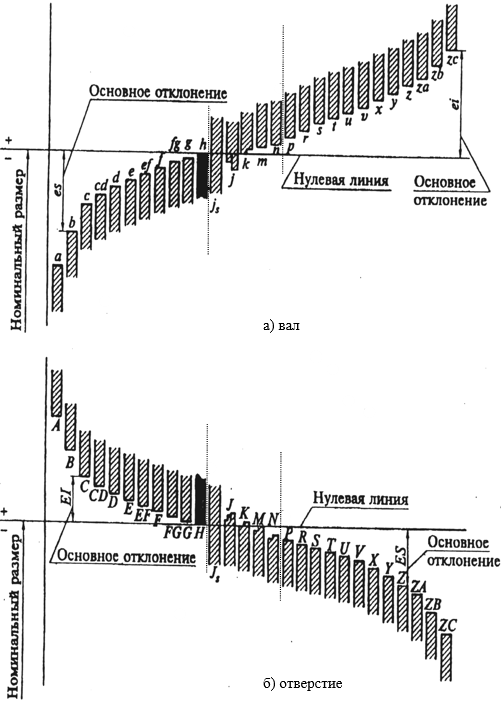 Основное отклонение
+
−
Номинальный размер
es
a
b
c
cd
d
e
ef
f
fg
g
h
js
j
k
m
n
p
r
s
t
u
v
x
y
z
za
zb
zc
ei
Нулевая линия
Основное
отклонение
а) вал
A
B
C
CD
D
E
EF
F
FG
G
H
Js
J
K
M
N
P
R
S
T
U
V
X
Y
Z
ZA
ZB
ZC
EI
+
−
Номинальный размер
Основное отклонение
Нулевая линия
ES
Основное
отклонение
б) отверстие